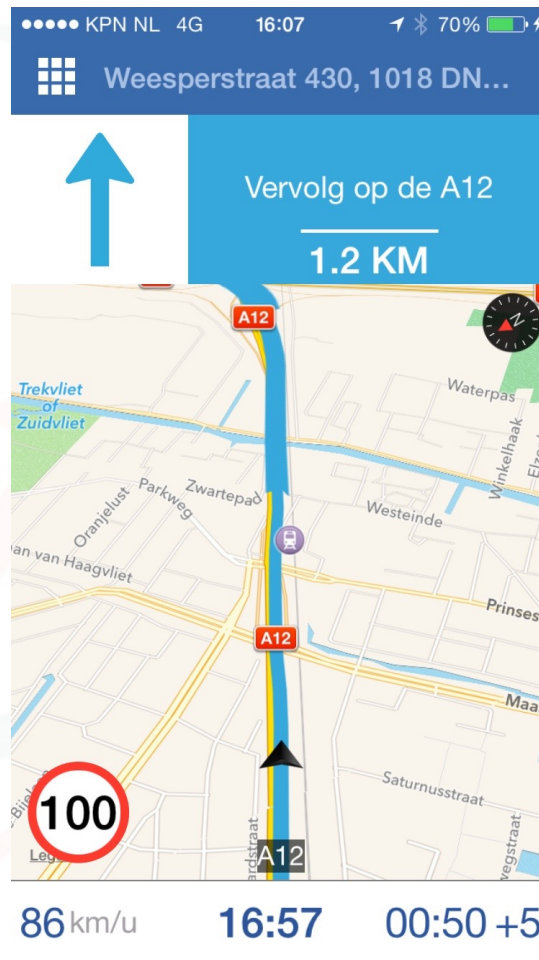 KPN NL 4G 16:07 70%
Weesperstraat 430, 1018 DN...
Vervolg op de A12
1.2 KM
A12
N
Trekvliet
of
Zuidvliet
Waterpas
Winkelhaak
Parkweg
Zwartepad
Oranjelust
Westeinde
an van Haagvliet
Prinses
A12
Maa
Saturnusstraat
100
A12
86 km/u 16:57 00:50 +5